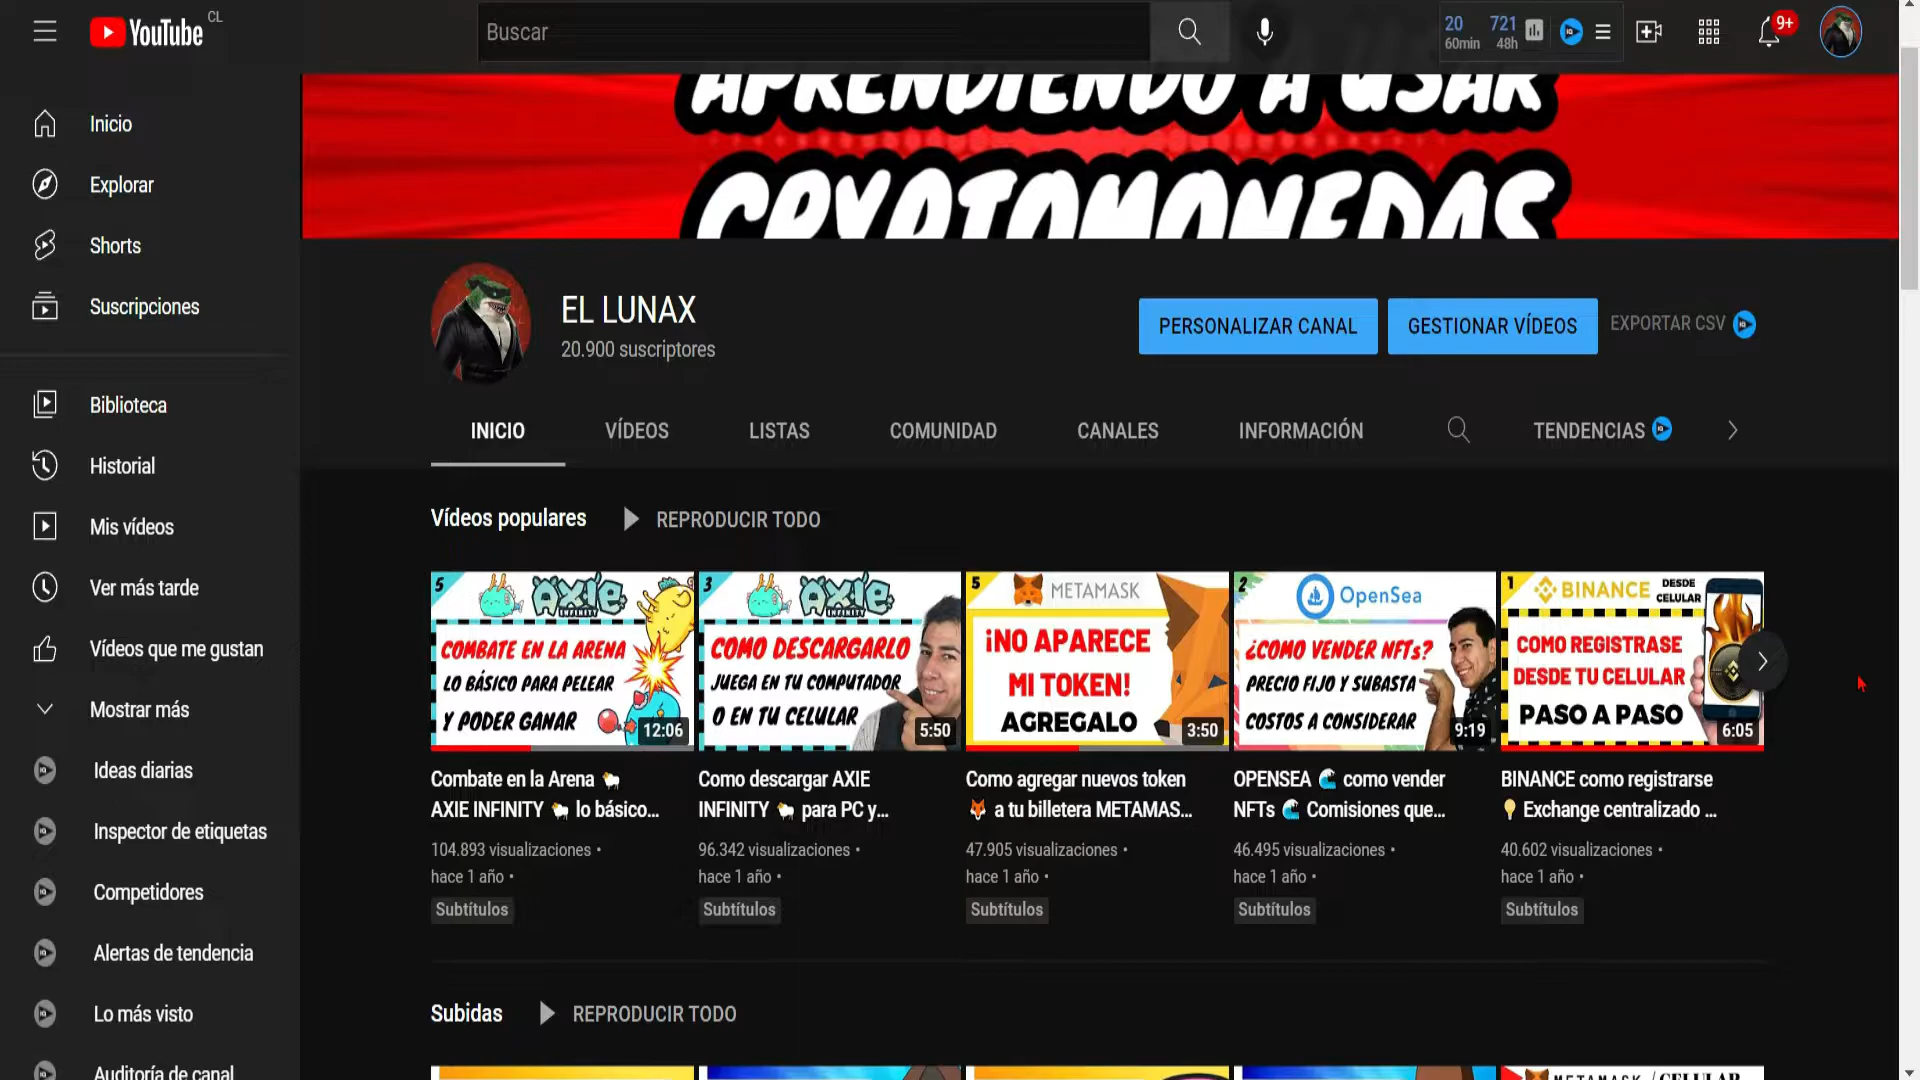 YouTube CL
Buscar
20 721
60min 48h
9+
Inicio
Explorar
Shorts
Suscripciones
Biblioteca
Historial
Mis vídeos
Ver más tarde
Vídeos que me gustan
Mostrar más
Ideas diarias
Inspector de etiquetas
Competidores
Alertas de tendencia
Lo más visto
Auditoría de canal
APRENDIENDO A USAR
CRYPTOMONEDAS
EL LUNAX
20.900 suscriptores
PERSONALIZAR CANAL
GESTIONAR VÍDEOS
EXPORTAR CSV
INICIO
VÍDEOS
LISTAS
COMUNIDAD
CANALES
INFORMACIÓN
TENDENCIAS
Vídeos populares
REPRODUCIR TODO
5
AXIE
INFINITY
COMBATE EN LA ARENA
LO BÁSICO PARA PELEAR
Y PODER GANAR
12:06
Combate en la Arena 🐑
AXIE INFINITY 🐑 lo básico...
104.893 visualizaciones •
hace 1 año •
Subtítulos
3
AXIE
INFINITY
COMO DESCARGARLO
JUEGA EN TU COMPUTADOR
O EN TU CELULAR
5:50
Como descargar AXIE
INFINITY 🐑 para PC y...
96.342 visualizaciones •
hace 1 año •
Subtítulos
5
METAMASK
¡NO APARECE
MI TOKEN!
AGREGALO
3:50
Como agregar nuevos token
🦊 a tu billetera METAMAS...
47.905 visualizaciones •
hace 1 año •
Subtítulos
2
OpenSea
¿COMO VENDER NFTs?
PRECIO FIJO Y SUBASTA
COSTOS A CONSIDERAR
9:19
OPENSEA 🌊 como vender
NFTs 🌊 Comisiones que...
46.495 visualizaciones •
hace 1 año •
Subtítulos
1
BINANCE DESDE
CELULAR
COMO REGISTRASE
DESDE TU CELULAR
PASO A PASO
6:05
BINANCE como registrarse
💡 Exchange centralizado ...
40.602 visualizaciones •
hace 1 año •
Subtítulos
Subidas
REPRODUCIR TODO
METAMASK / CELULAR